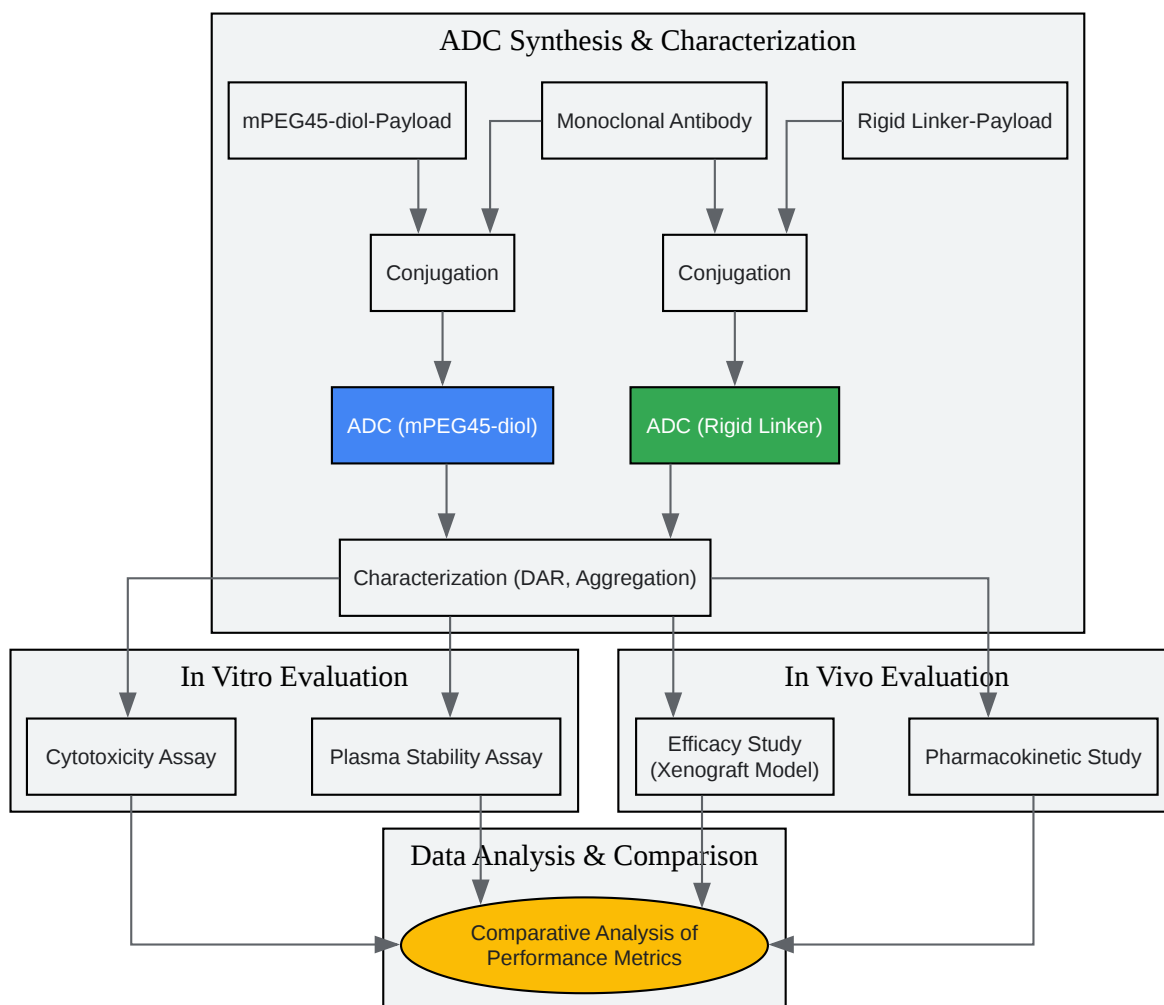 ADC Synthesis & Characterization
mPEG45-diol-Payload
Monoclonal Antibody
Rigid Linker-Payload
Conjugation
Conjugation
ADC (mPEG45-diol)
ADC (Rigid Linker)
Characterization (DAR, Aggregation)
In Vitro Evaluation
In Vivo Evaluation
Cytotoxicity Assay
Plasma Stability Assay
Efficacy Study
(Xenograft Model)
Pharmacokinetic Study
Data Analysis & Comparison
Comparative Analysis of
Performance Metrics